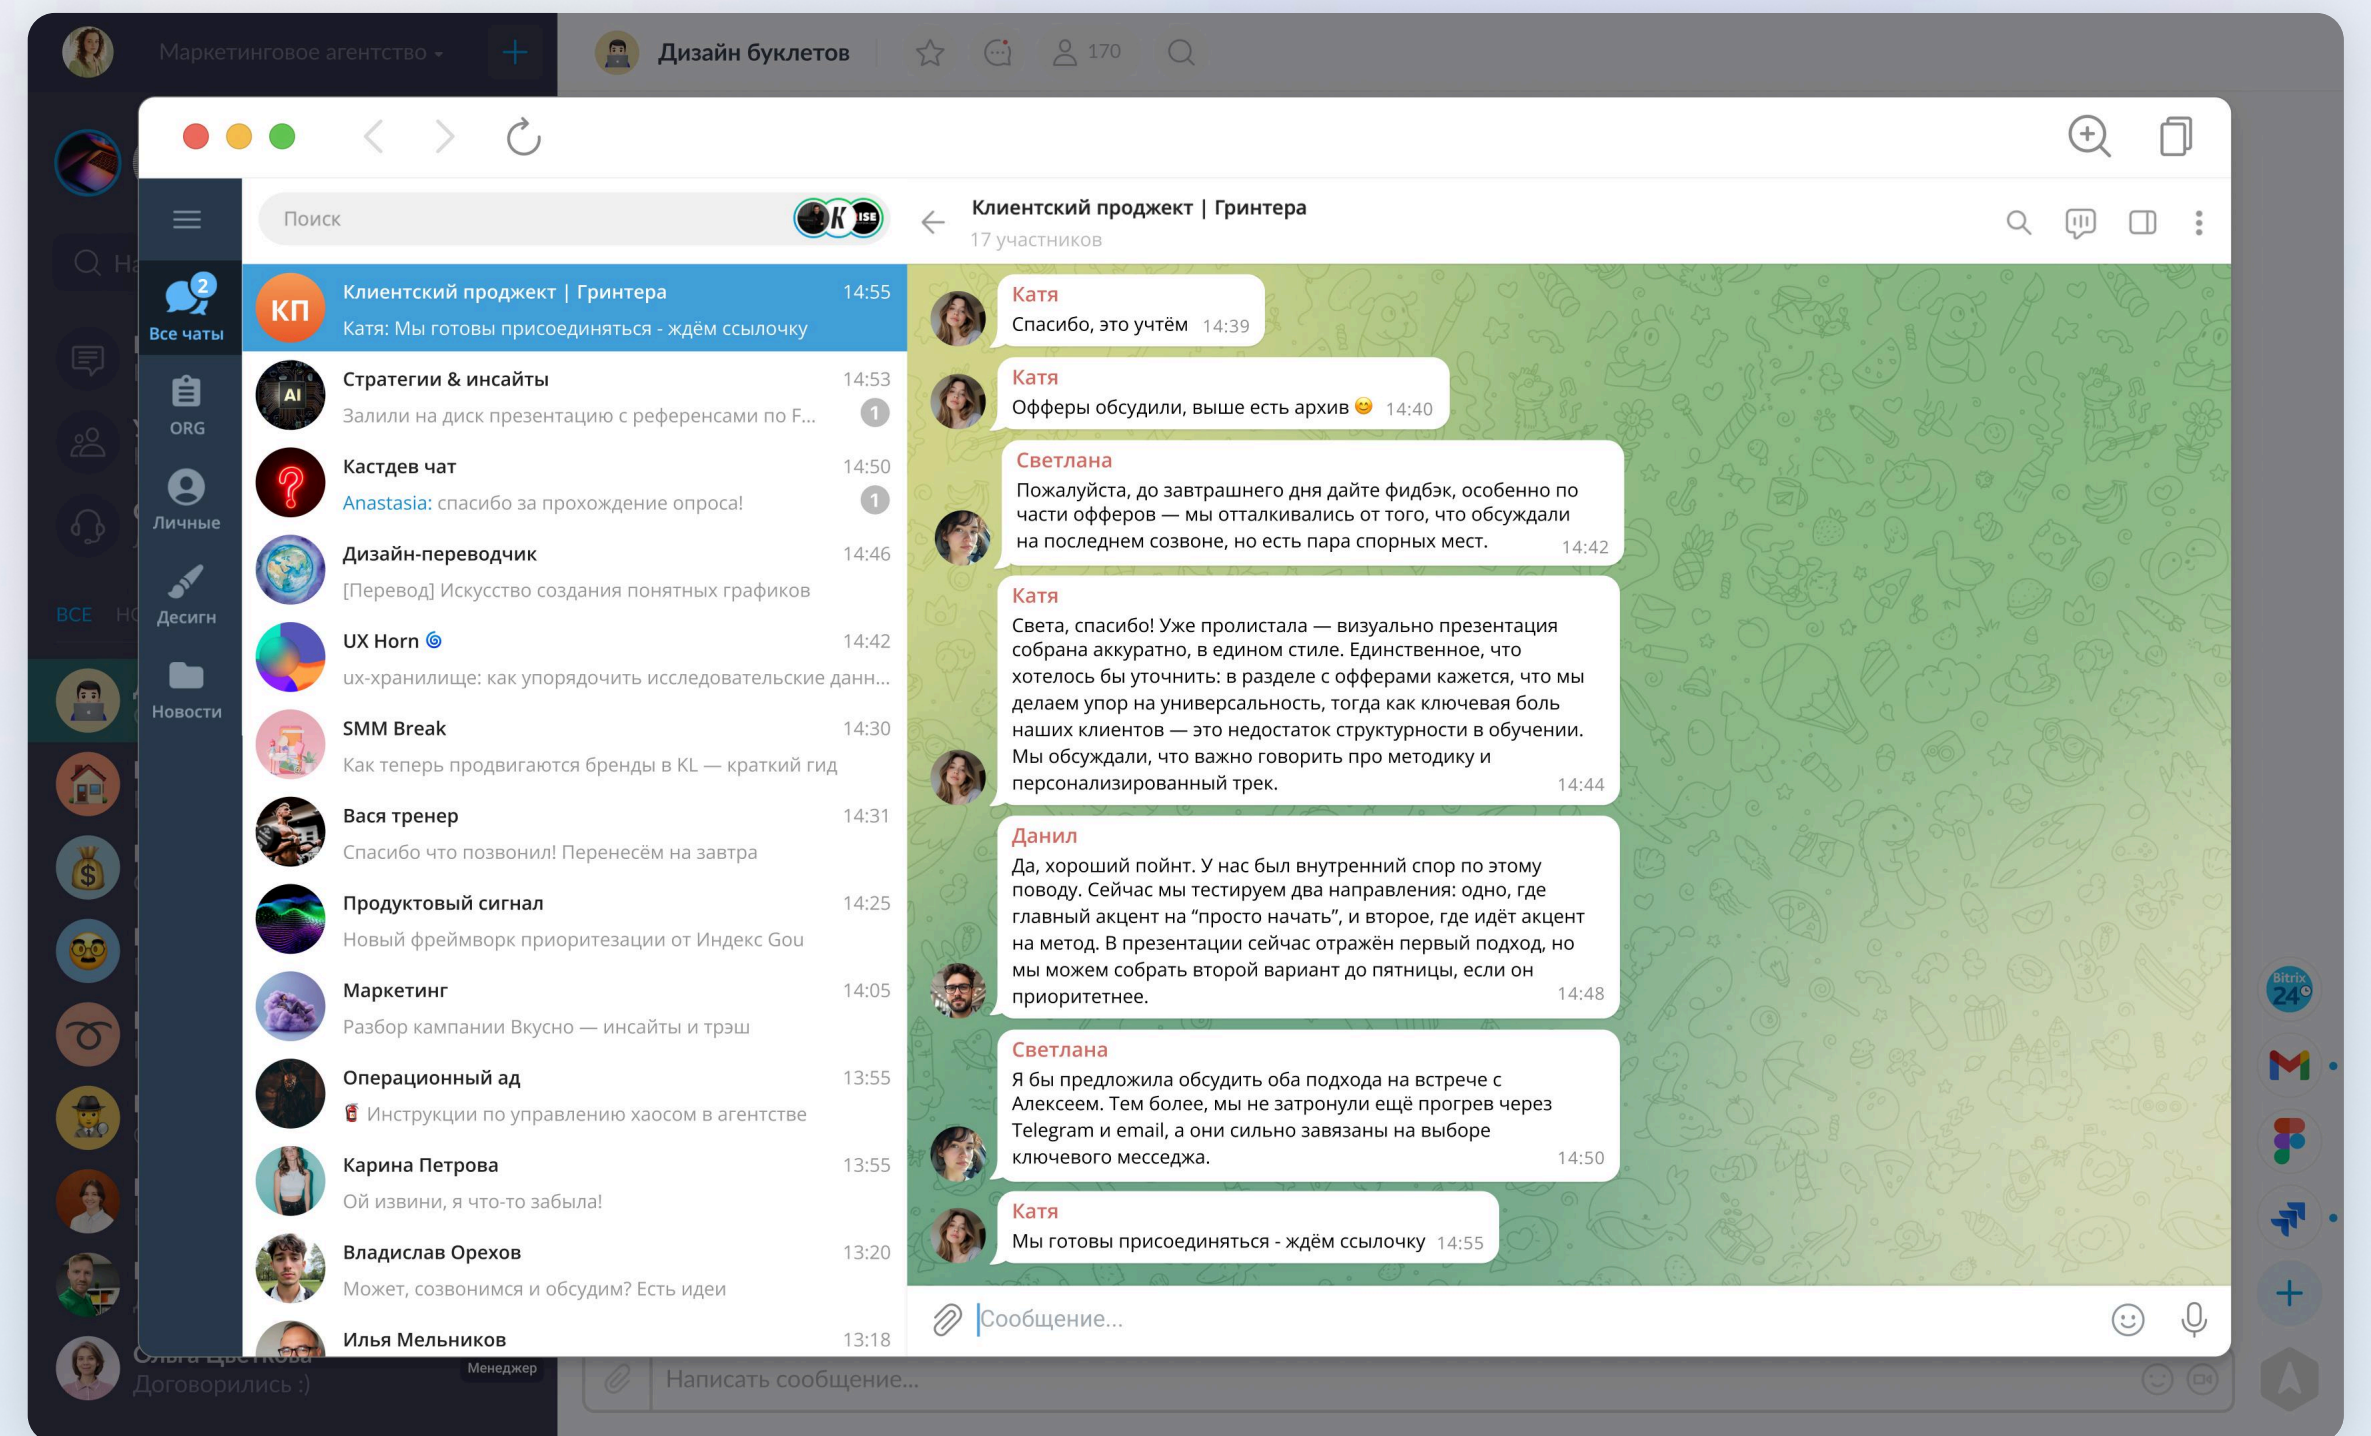 Маркетинговое агентство
Дизайн буклетов
170
Поиск
ISE
Клиентский проджект | Гринтера
17 участников
2
Все чаты
ORG
Личные
Десигн
Новости
ВСЕ
КП
Клиентский проджект | Гринтера 14:55
Катя: Мы готовы присоединяться - ждём ссылочку
AI
Стратегии & инсайты 14:53
Залили на диск презентацию с референсами по F... 1
Кастдев чат 14:50
Anastasia: спасибо за прохождение опроса! 1
Дизайн-переводчик 14:46
[Перевод] Искусство создания понятных графиков
UX Horn 14:42
ux-хранилище: как упорядочить исследовательские данн...
SMM Break 14:30
Как теперь продвигаются бренды в KL — краткий гид
Вася тренер 14:31
Спасибо что позвонил! Перенесём на завтра
Продуктовый сигнал 14:25
Новый фреймворк приоритезации от Индекс Gou
Маркетинг 14:05
Разбор кампании Вкусно — инсайты и трэш
Операционный ад 13:55
Инструкции по управлению хаосом в агентстве
Карина Петрова 13:55
Ой извини, я что-то забыла!
Владислав Орехов 13:20
Может, созвонимся и обсудим? Есть идеи
Илья Мельников 13:18
Катя
Спасибо, это учтём 14:39
Катя
Офферы обсудили, выше есть архив 😊 14:40
Светлана
Пожалуйста, до завтрашнего дня дайте фидбэк, особенно по
части офферов — мы отталкивались от того, что обсуждали
на последнем созвоне, но есть пара спорных мест. 14:42
Катя
Света, спасибо! Уже пролистала — визуально презентация
собрана аккуратно, в едином стиле. Единственное, что
хотелось бы уточнить: в разделе с офферами кажется, что мы
делаем упор на универсальность, тогда как ключевая боль
наших клиентов — это недостаток структурности в обучении.
Мы обсуждали, что важно говорить про методику и
персонализированный трек. 14:44
Данил
Да, хороший пойнт. У нас был внутренний спор по этому
поводу. Сейчас мы тестируем два направления: одно, где
главный акцент на “просто начать”, и второе, где идёт акцент
на метод. В презентации сейчас отражён первый подход, но
мы можем собрать второй вариант до пятницы, если он
приоритетнее. 14:48
Светлана
Я бы предложила обсудить оба подхода на встрече с
Алексеем. Тем более, мы не затронули ещё прогрев через
Telegram и email, а они сильно завязаны на выборе
ключевого месседжа. 14:50
Катя
Мы готовы присоединяться - ждём ссылочку 14:55
Сообщение...
Ольга Цветкова
Менеджер
Договорились :)
Написать сообщение...
Bitrix
24